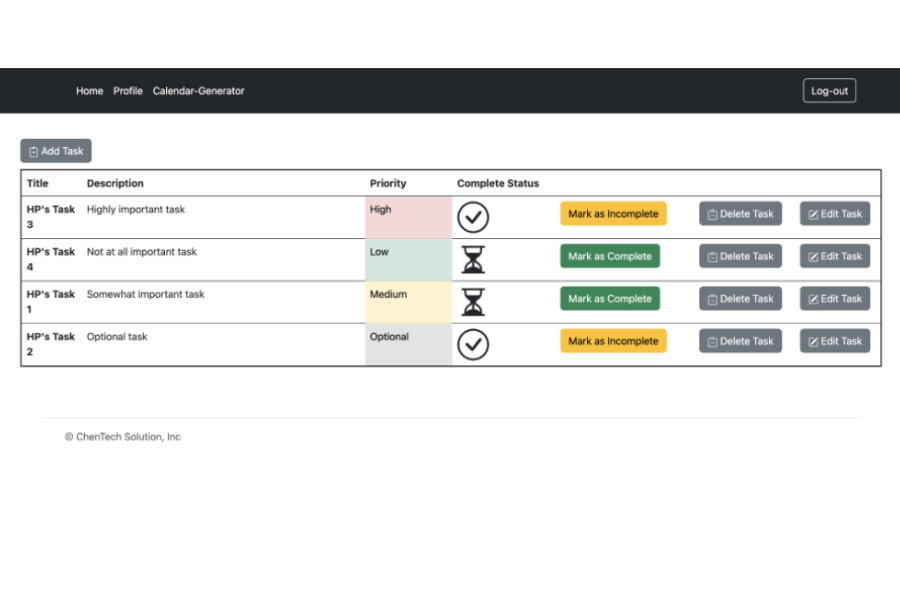 Home Profile Calendar-Generator Log-out
Add Task
Title Description Priority Complete Status
HP's Task Highly important task High Mark as Incomplete Delete Task Edit Task
3
HP's Task Not at all important task Low Mark as Complete Delete Task Edit Task
4
HP's Task Somewhat important task Medium Mark as Complete Delete Task Edit Task
1
HP's Task Optional task Optional Mark as Incomplete Delete Task Edit Task
2
© ChenTech Solution, Inc